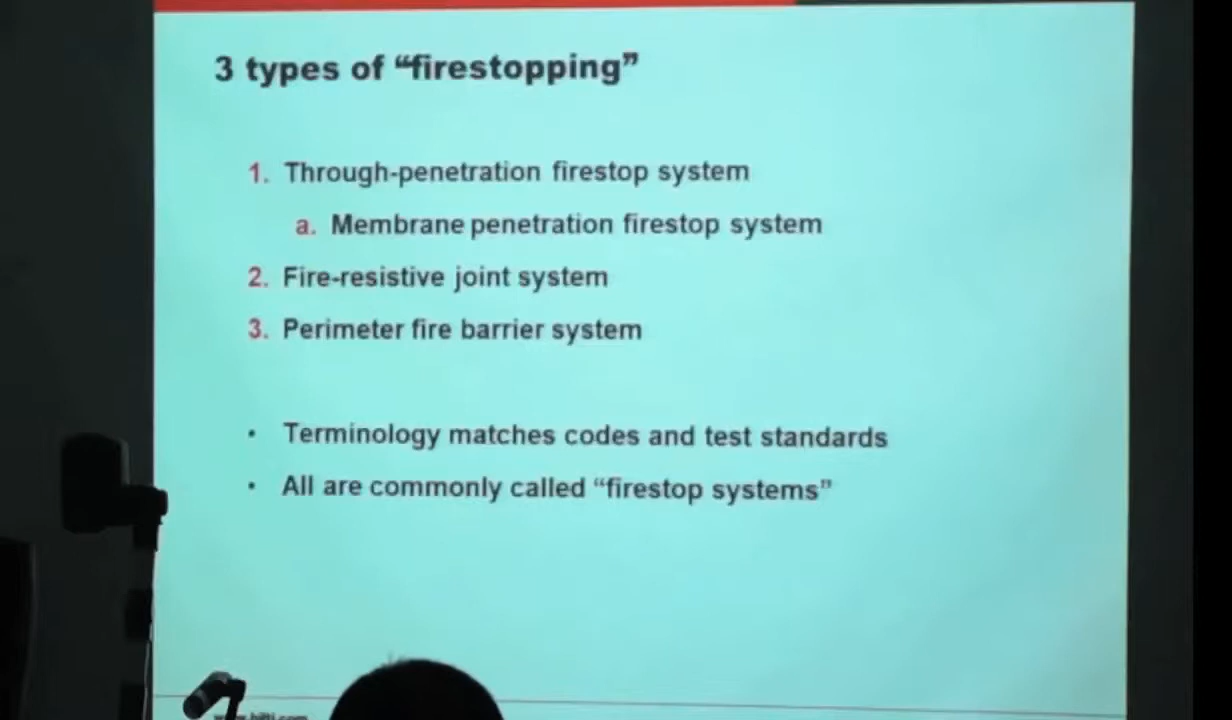 3 types of “firestopping”
1. Through-penetration firestop system
a. Membrane penetration firestop system
2. Fire-resistive joint system
3. Perimeter fire barrier system
• Terminology matches codes and test standards
• All are commonly called “firestop systems”